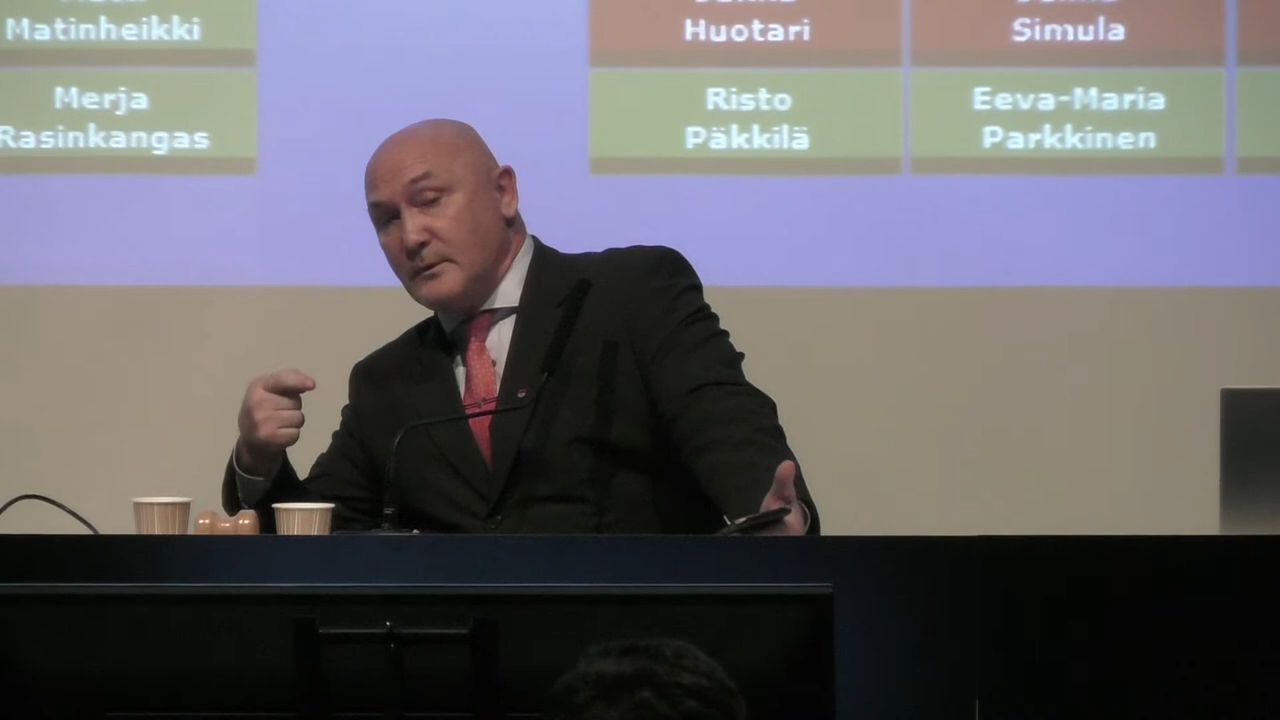 Matinheikki
Merja
Rasinkangas
Huotari
Risto
Päkkilä
Simula
Eeva-Maria
Parkkinen